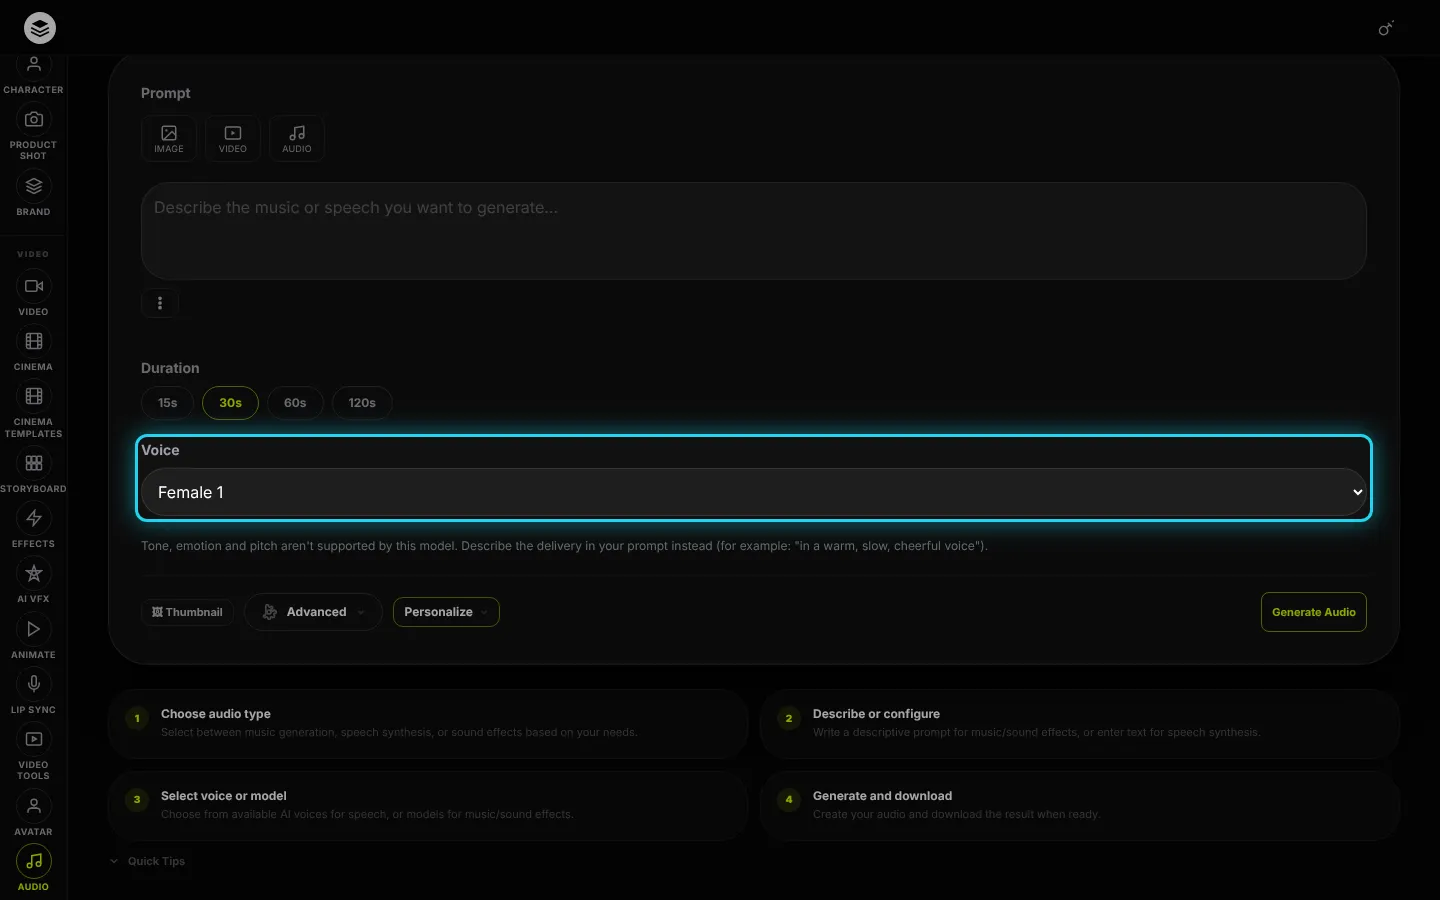 CHARACTER
PRODUCT
SHOT
BRAND
VIDEO
VIDEO
CINEMA
CINEMA
TEMPLATES
STORYBOARD
EFFECTS
AI VFX
ANIMATE
LIP SYNC
VIDEO
TOOLS
AVATAR
AUDIO
Prompt
IMAGE
VIDEO
AUDIO
Describe the music or speech you want to generate...
Duration
15s
30s
60s
120s
Voice
Female 1
Tone, emotion and pitch aren't supported by this model. Describe the delivery in your prompt instead (for example: "in a warm, slow, cheerful voice").
Thumbnail
Advanced
Personalize
Generate Audio
1
Choose audio type
Select between music generation, speech synthesis, or sound effects based on your needs.
2
Describe or configure
Write a descriptive prompt for music/sound effects, or enter text for speech synthesis.
3
Select voice or model
Choose from available AI voices for speech, or models for music/sound effects.
4
Generate and download
Create your audio and download the result when ready.
Quick Tips